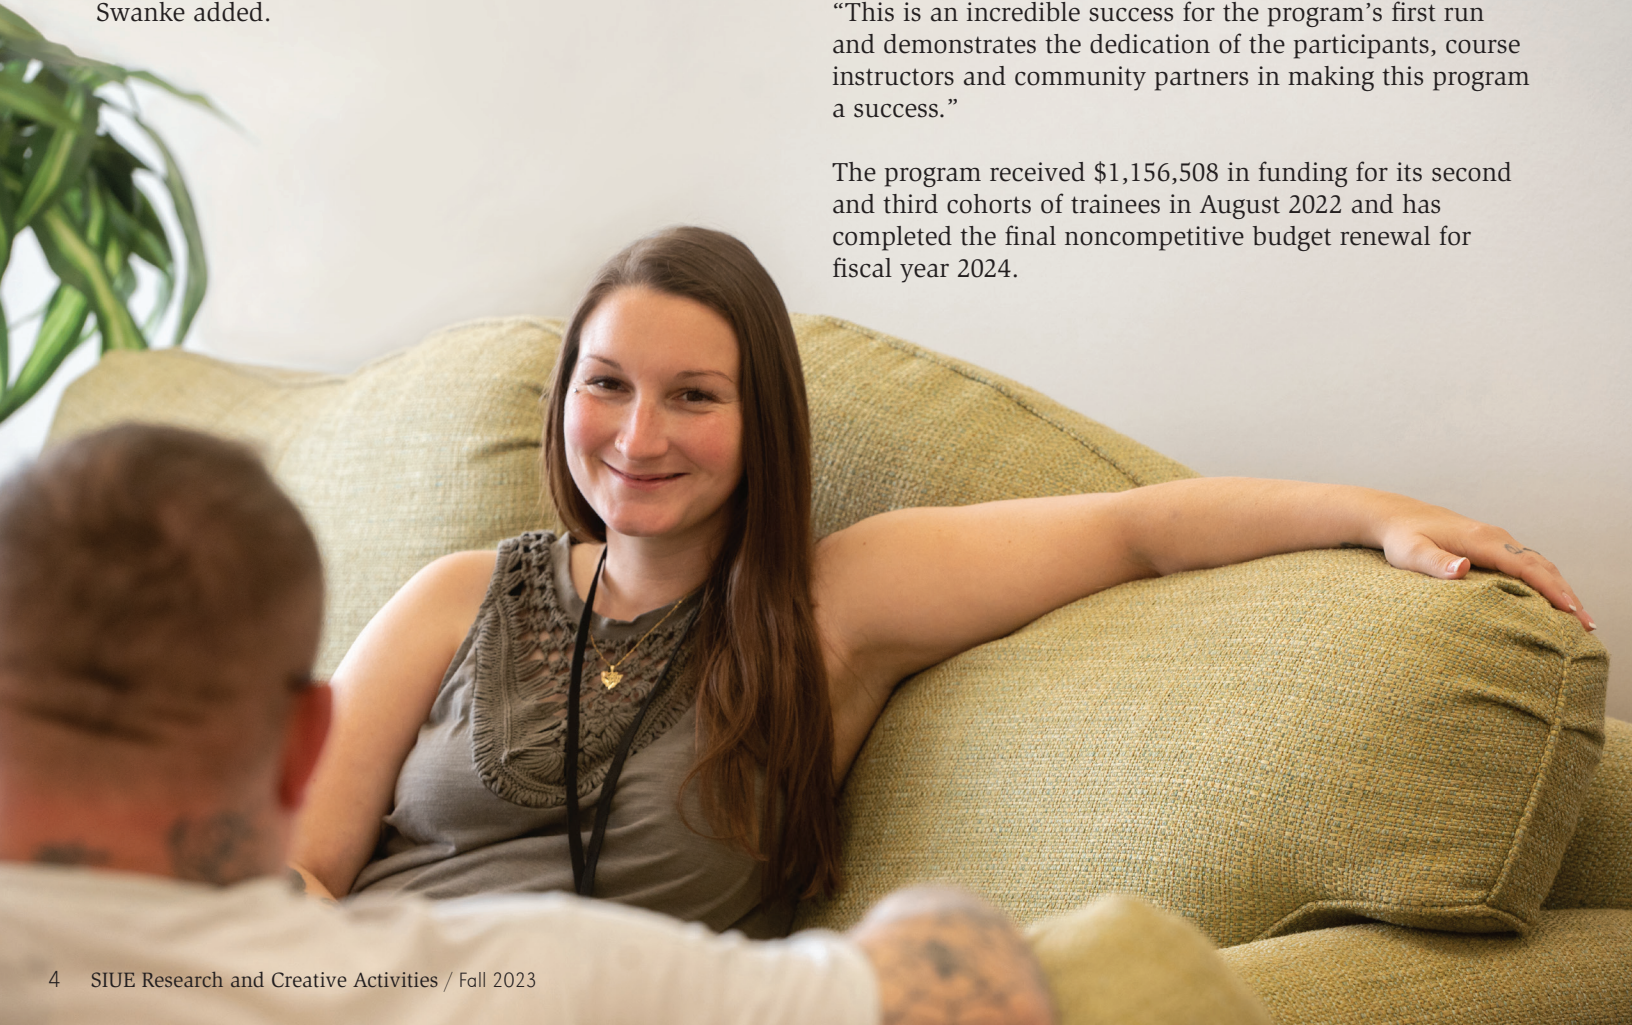 Swanke added.
“This is an incredible success for the program’s first run
and demonstrates the dedication of the participants, course
instructors and community partners in making this program
a success.”
The program received $1,156,508 in funding for its second
and third cohorts of trainees in August 2022 and has
completed the final noncompetitive budget renewal for
fiscal year 2024.
4 SIUE Research and Creative Activities / Fall 2023